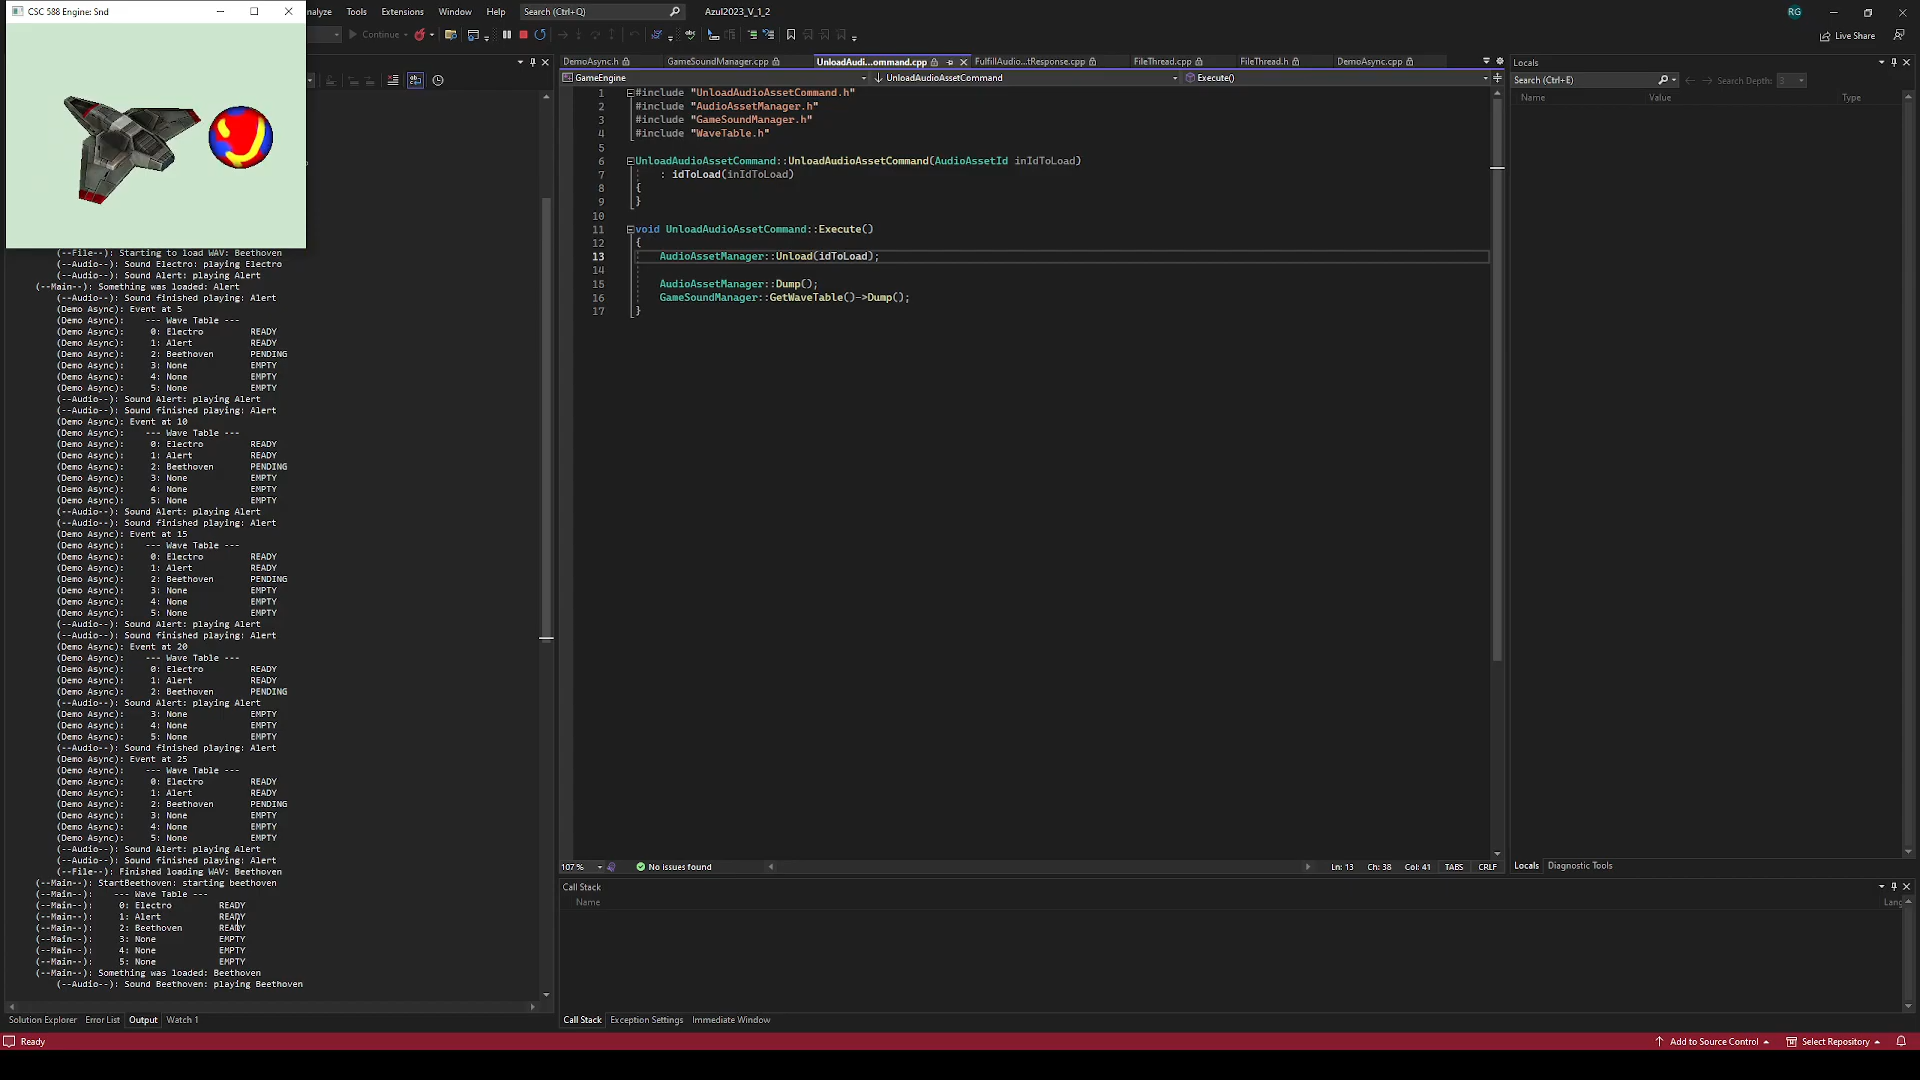 CSC 588 Engine: Snd
nalyze Tools Extensions Window Help Search (Ctrl+Q) Azul2023_V_1_2 RG
Continue Live Share
DemoAsync.h GameSoundManager.cpp UnloadAudi...ommand.cpp FulfillAudio...tResponse.cpp FileThread.cpp FileThread.h DemoAsync.cpp
GameEngine UnloadAudioAssetCommand Execute()
1 #include "UnloadAudioAssetCommand.h"
2 #include "AudioAssetManager.h"
3 #include "GameSoundManager.h"
4 #include "WaveTable.h"
5
6 UnloadAudioAssetCommand::UnloadAudioAssetCommand(AudioAssetId inIdToLoad)
7 : idToLoad(inIdToLoad)
8 {
9 }
10
11 void UnloadAudioAssetCommand::Execute()
12 {
13 AudioAssetManager::Unload(idToLoad);
14
15 AudioAssetManager::Dump();
16 GameSoundManager::GetWaveTable()->Dump();
17 }
Locals
Search (Ctrl+E) Search Depth: 3
Name Value Type
(--File--): Starting to load WAV: Beethoven
(--Audio--): Sound Electro: playing Electro
(--Audio--): Sound Alert: playing Alert
(--Main--): Something was loaded: Alert
(--Audio--): Sound finished playing: Alert
(Demo Async): Event at 5
(Demo Async): --- Wave Table ---
(Demo Async): 0: Electro READY
(Demo Async): 1: Alert READY
(Demo Async): 2: Beethoven PENDING
(Demo Async): 3: None EMPTY
(Demo Async): 4: None EMPTY
(Demo Async): 5: None EMPTY
(--Audio--): Sound Alert: playing Alert
(--Audio--): Sound finished playing: Alert
(Demo Async): Event at 10
(Demo Async): --- Wave Table ---
(Demo Async): 0: Electro READY
(Demo Async): 1: Alert READY
(Demo Async): 2: Beethoven PENDING
(Demo Async): 3: None EMPTY
(Demo Async): 4: None EMPTY
(Demo Async): 5: None EMPTY
(--Audio--): Sound Alert: playing Alert
(--Audio--): Sound finished playing: Alert
(Demo Async): Event at 15
(Demo Async): --- Wave Table ---
(Demo Async): 0: Electro READY
(Demo Async): 1: Alert READY
(Demo Async): 2: Beethoven PENDING
(Demo Async): 3: None EMPTY
(Demo Async): 4: None EMPTY
(Demo Async): 5: None EMPTY
(--Audio--): Sound Alert: playing Alert
(--Audio--): Sound finished playing: Alert
(Demo Async): Event at 20
(Demo Async): --- Wave Table ---
(Demo Async): 0: Electro READY
(Demo Async): 1: Alert READY
(Demo Async): 2: Beethoven PENDING
(--Audio--): Sound Alert: playing Alert
(Demo Async): 3: None EMPTY
(Demo Async): 4: None EMPTY
(Demo Async): 5: None EMPTY
(--Audio--): Sound finished playing: Alert
(Demo Async): Event at 25
(Demo Async): --- Wave Table ---
(Demo Async): 0: Electro READY
(Demo Async): 1: Alert READY
(Demo Async): 2: Beethoven PENDING
(Demo Async): 3: None EMPTY
(Demo Async): 4: None EMPTY
(Demo Async): 5: None EMPTY
(--Audio--): Sound Alert: playing Alert
(--Audio--): Sound finished playing: Alert
(--File--): Finished loading WAV: Beethoven
(--Main--): StartBeethoven: starting beethoven
(--Main--): --- Wave Table ---
(--Main--): 0: Electro READY
(--Main--): 1: Alert READY
(--Main--): 2: Beethoven READY
(--Main--): 3: None EMPTY
(--Main--): 4: None EMPTY
(--Main--): 5: None EMPTY
(--Main--): Something was loaded: Beethoven
(--Audio--): Sound Beethoven: playing Beethoven
107 % No issues found Ln: 13 Ch: 38 Col: 41 TABS CRLF
Locals Diagnostic Tools
Call Stack
Name Lang
Solution Explorer Error List Output Watch 1
Call Stack Exception Settings Immediate Window
Ready Add to Source Control Select Repository